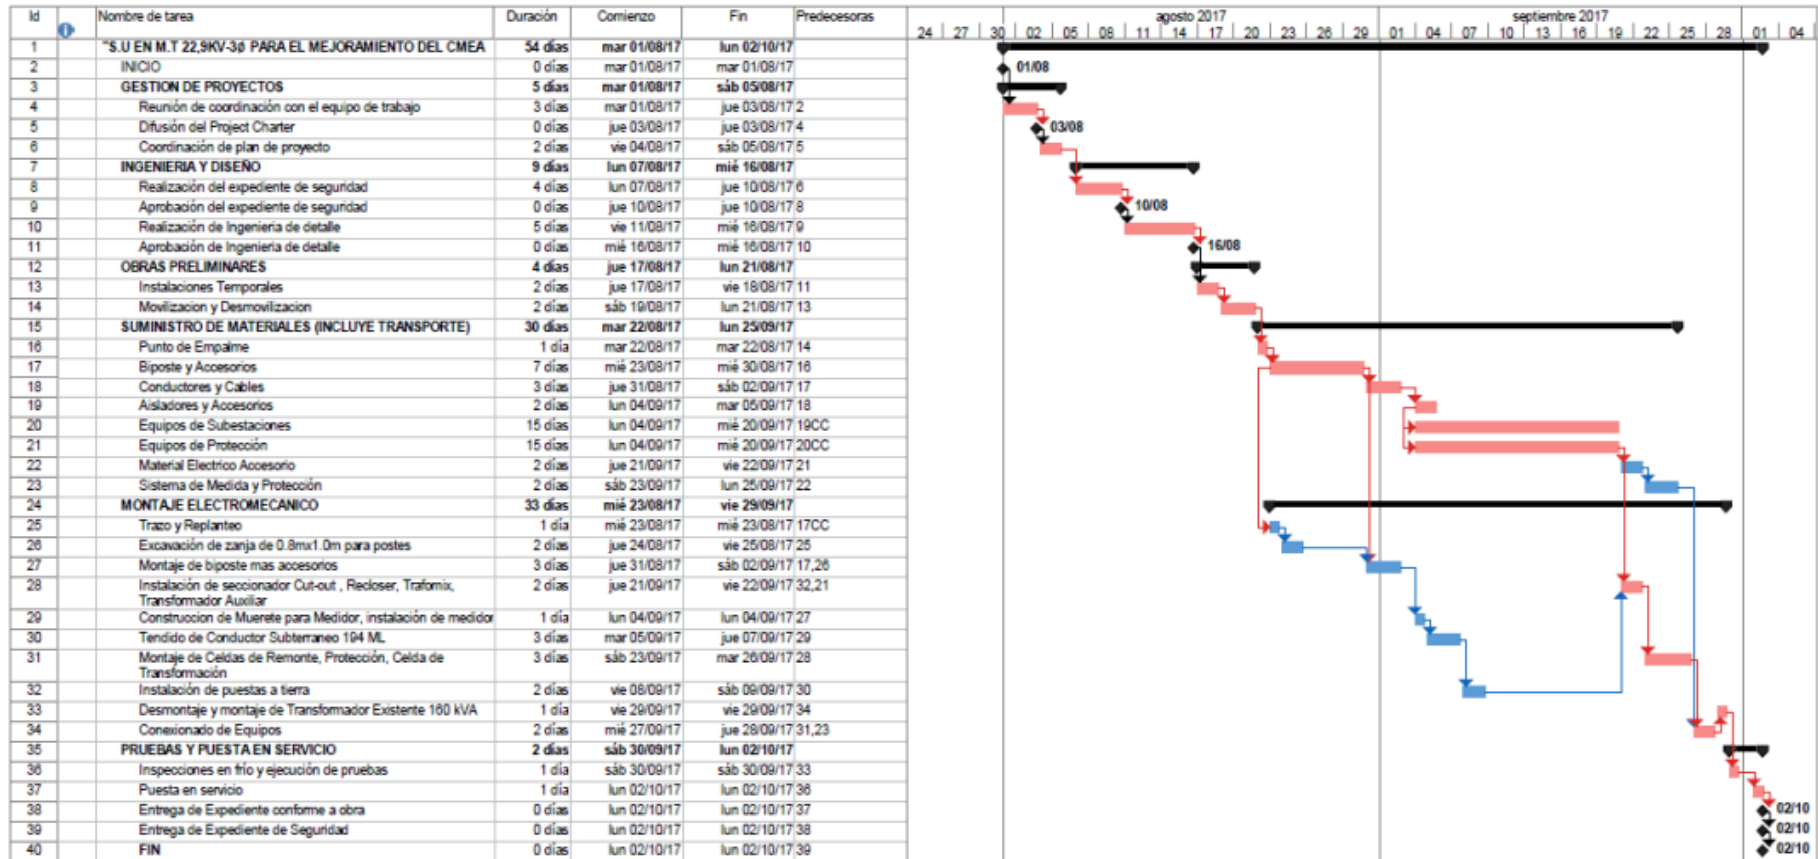 Id Nombre de tarea Duración Comienzo Fin Predecesoras agosto 2017 septiembre 2017
24 27 30 02 05 08 11 14 17 20 23 26 29 01 04 07 10 13 16 19 22 25 28 01 04
1 "S.U EN M.T 22,9KV-3ø PARA EL MEJORAMIENTO DEL CMEA 54 días mar 01/08/17 lun 02/10/17
2 INICIO 0 días mar 01/08/17 mar 01/08/17 01/08
3 GESTION DE PROYECTOS 5 días mar 01/08/17 sáb 05/08/17
4 Reunión de coordinación con el equipo de trabajo 3 días mar 01/08/17 jue 03/08/17 2
5 Difusión del Project Charter 0 días jue 03/08/17 jue 03/08/17 4 03/08
6 Coordinación de plan de proyecto 2 días vie 04/08/17 sáb 05/08/17 5
7 INGENIERIA Y DISEÑO 9 días lun 07/08/17 mié 16/08/17
8 Realización del expediente de seguridad 4 días lun 07/08/17 jue 10/08/17 6
9 Aprobación del expediente de seguridad 0 días jue 10/08/17 jue 10/08/17 8 10/08
10 Realización de Ingenieria de detalle 5 días vie 11/08/17 mié 16/08/17 9
11 Aprobación de Ingenieria de detalle 0 días mié 16/08/17 mié 16/08/17 10 16/08
12 OBRAS PRELIMINARES 4 días jue 17/08/17 lun 21/08/17
13 Instalaciones Temporales 2 días jue 17/08/17 vie 18/08/17 11
14 Movilizacion y Desmovilizacion 2 días sáb 19/08/17 lun 21/08/17 13
15 SUMINISTRO DE MATERIALES (INCLUYE TRANSPORTE) 30 días mar 22/08/17 lun 25/09/17
16 Punto de Empalme 1 día mar 22/08/17 mar 22/08/17 14
17 Biposte y Accesorios 7 días mié 23/08/17 mié 30/08/17 16
18 Conductores y Cables 3 días jue 31/08/17 sáb 02/09/17 17
19 Aisladores y Accesorios 2 días lun 04/09/17 mar 05/09/17 18
20 Equipos de Subestaciones 15 días lun 04/09/17 mié 20/09/17 19CC
21 Equipos de Protección 15 días lun 04/09/17 mié 20/09/17 20CC
22 Material Electrico Accesorio 2 días jue 21/09/17 vie 22/09/17 21
23 Sistema de Medida y Protección 2 días sáb 23/09/17 lun 25/09/17 22
24 MONTAJE ELECTROMECANICO 33 días mié 23/08/17 vie 29/09/17
25 Trazo y Replanteo 1 día mié 23/08/17 mié 23/08/17 17CC
26 Excavación de zanja de 0.8mx1.0m para postes 2 días jue 24/08/17 vie 25/08/17 25
27 Montaje de biposte mas accesorios 3 días jue 31/08/17 sáb 02/09/17 17,26
28 Instalación de seccionador Cut-out , Recloser, Trafomix, 2 días jue 21/09/17 vie 22/09/17 32,21
Transformador Auxiliar
29 Construccion de Muerete para Medidor, instalación de medidor 1 día lun 04/09/17 lun 04/09/17 27
30 Tendido de Conductor Subterraneo 194 ML 3 días mar 05/09/17 jue 07/09/17 29
31 Montaje de Celdas de Remonte, Protección, Celda de 3 días sáb 23/09/17 mar 26/09/17 28
Transformación
32 Instalación de puestas a tierra 2 días vie 08/09/17 sáb 09/09/17 30
33 Desmontaje y montaje de Transformador Existente 160 kVA 1 día vie 29/09/17 vie 29/09/17 34
34 Conexionado de Equipos 2 días mié 27/09/17 jue 28/09/17 31,23
35 PRUEBAS Y PUESTA EN SERVICIO 2 días sáb 30/09/17 lun 02/10/17
36 Inspecciones en frío y ejecución de pruebas 1 día sáb 30/09/17 sáb 30/09/17 33
37 Puesta en servicio 1 día lun 02/10/17 lun 02/10/17 36
38 Entrega de Expediente conforme a obra 0 días lun 02/10/17 lun 02/10/17 37 02/10
39 Entrega de Expediente de Seguridad 0 días lun 02/10/17 lun 02/10/17 38 02/10
40 FIN 0 días lun 02/10/17 lun 02/10/17 39 02/10